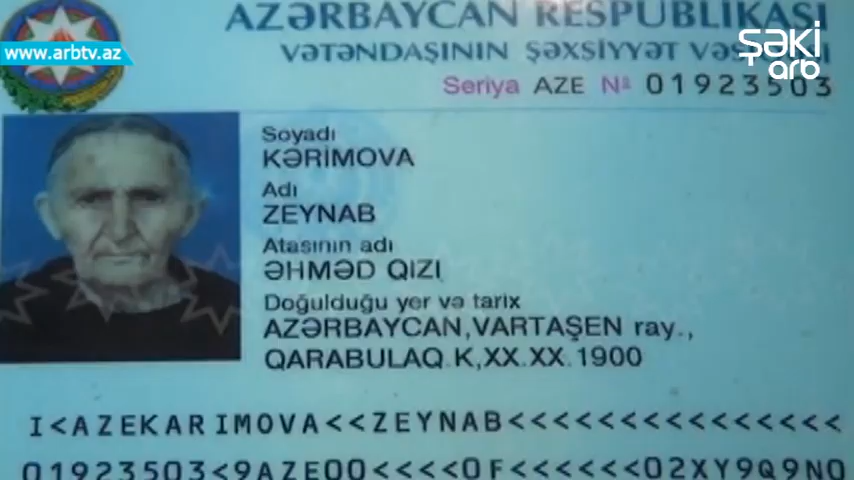 AZƏRBAYCAN RESPUBLİKASI
www.arbtv.az
VƏTƏNDAŞININ ŞƏXSİYYƏT
ŞƏKİ
arb
Seriya AZE № 01923503
Soyadı
KƏRİMOVA
Adı
ZEYNAB
Atasının adı
ƏHMƏD QIZI
Doğulduğu yer və tarix
AZƏRBAYCAN,VARTAŞEN ray.,
QARABULAQ K,XX.XX.1900
I<AZEKARIMOVA<<ZEYNAB<<<<<<<<<<<<<<<
01923503<9AZE00<<<<0F<<<<<<02XY9Q9N0